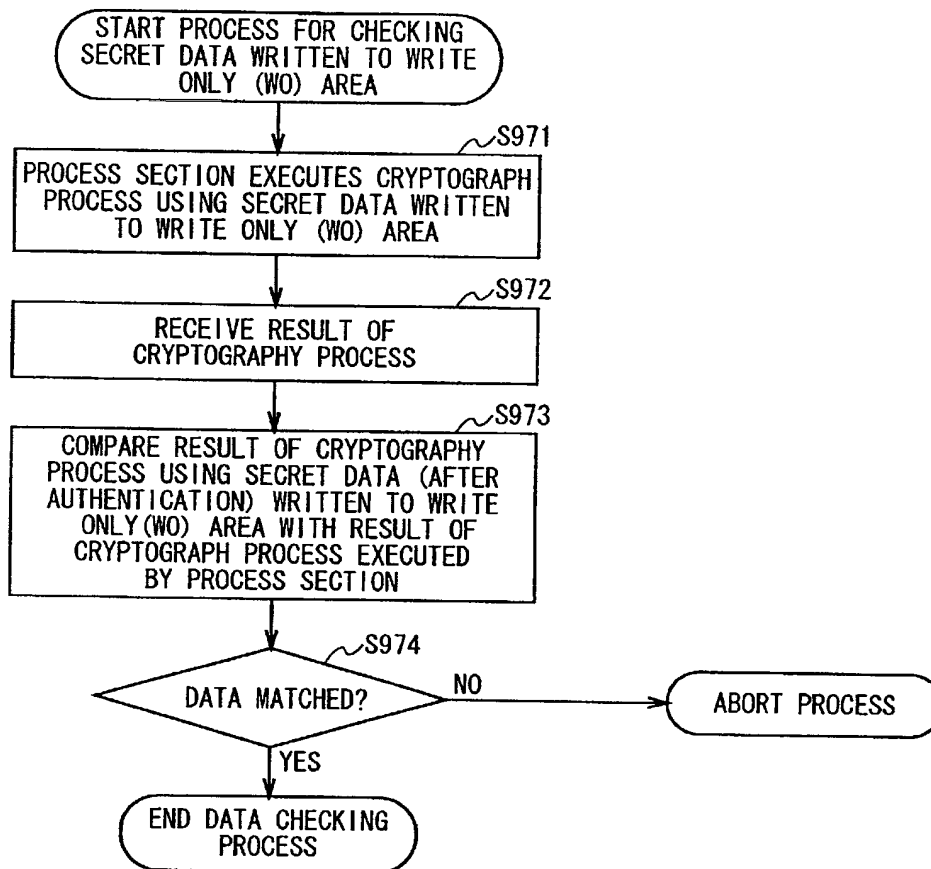 START PROCESS FOR CHECKING
SECRET DATA WRITTEN TO WRITE
ONLY (WO) AREA
S971
PROCESS SECTION EXECUTES CRYPTOGRAPH
PROCESS USING SECRET DATA WRITTEN
TO WRITE ONLY (WO) AREA
S972
RECEIVE RESULT OF
CRYPTOGRAPHY PROCESS
S973
COMPARE RESULT OF CRYPTOGRAPHY
PROCESS USING SECRET DATA (AFTER
AUTHENTICATION) WRITTEN TO WRITE
ONLY(WO) AREA WITH RESULT OF
CRYPTOGRAPH PROCESS EXECUTED
BY PROCESS SECTION
S974
DATA MATCHED?
NO
ABORT PROCESS
YES
END DATA CHECKING
PROCESS